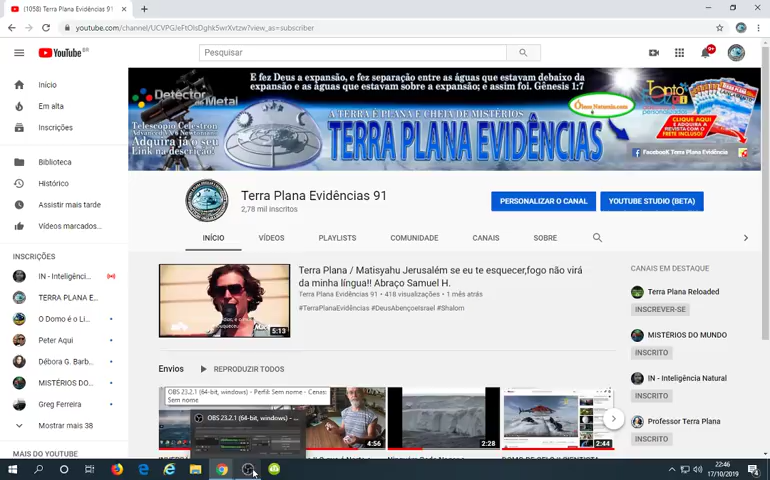 (1058) Terra Plana Evidências 91
youtube.com/channel/UCVPGJeFtOIsDghk5wrXvtzw?view_as=subscriber
YouTube BR
Pesquisar
9+
E fez Deus a expansão, e fez separação entre as águas que estavam debaixo da
expansão e as águas que estavam sobre a expansão; e assim foi. Gênesis 1:7
Detector de Metal
Telescópio Celestron
Adquira já o seu
Link na descrição!
A TERRA É PLANA E CHEIA DE MISTÉRIOS
TERRA PLANA EVIDÊNCIAS
CLIQUE AQUI
E ADQUIRA A
REVISTA COM O
FRETE INCLUSO!
FacebooK Terra Plana Evidência
Início
Em alta
Inscrições
Biblioteca
Histórico
Assistir mais tarde
Vídeos marcados...
INSCRIÇÕES
IN - Inteligênci...
TERRA PLANA E...
O Domo é o Li...
Peter Aqui
Débora G. Barb...
MISTÉRIOS DO...
Greg Ferreira
Mostrar mais 38
MAIS DO YOUTUBE
Terra Plana Evidências 91
2,78 mil inscritos
PERSONALIZAR O CANAL
YOUTUBE STUDIO (BETA)
INÍCIO
VÍDEOS
PLAYLISTS
COMUNIDADE
CANAIS
SOBRE
Terra Plana / Matisyahu Jerusalém se eu te esquecer,fogo não virá
da minha língua!! Abraço Samuel H.
Terra Plana Evidências 91 • 418 visualizações • 1 mês atrás
#TerraPlanaEvidências #DeusAbençoeIsrael #Shalom
5:13
Envios
REPRODUZIR TODOS
OBS 23.2.1 (64-bit, windows) - Perfil: Sem nome - Cenas:
Sem nome
OBS 23.2.1 (64-bit, windows) - ...
4:56
2:28
2:44
CANAIS EM DESTAQUE
Terra Plana Reloaded
INSCREVER-SE
MISTÉRIOS DO MUNDO
INSCRITO
IN - Inteligência Natural
INSCRITO
Professor Terra Plana
INSCRITO
22:46
17/10/2019
4